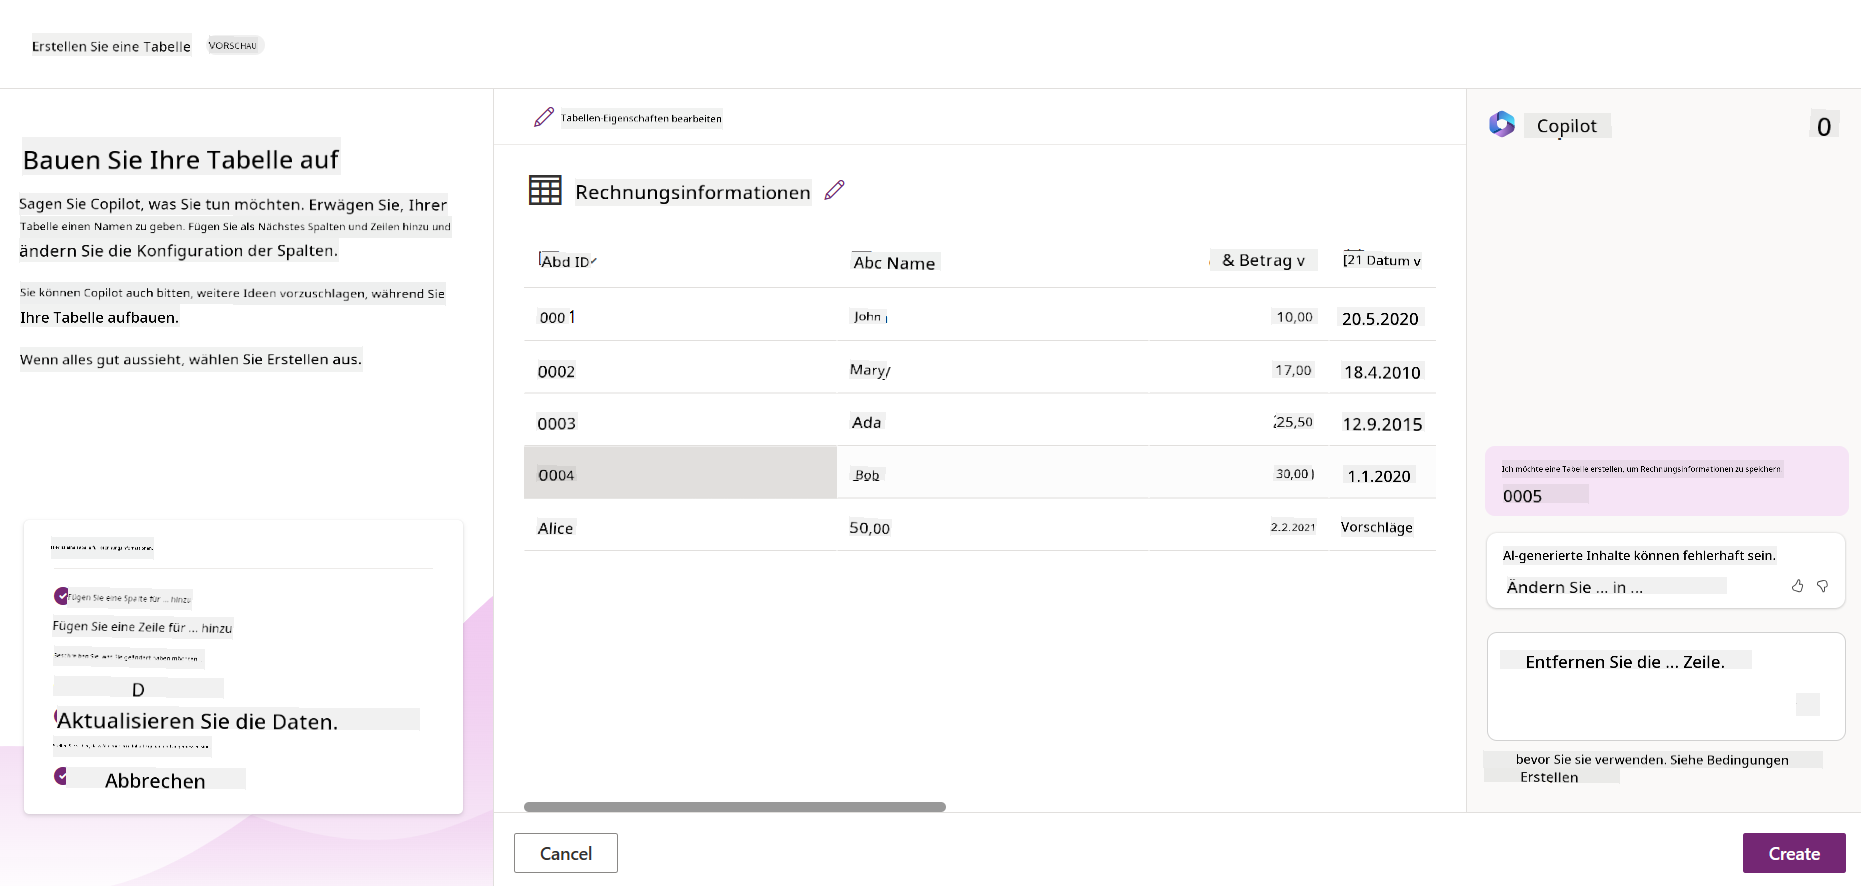 Erstellen Sie eine Tabelle VORSCHAU
Bauen Sie Ihre Tabelle auf
Sagen Sie Copilot, was Sie tun möchten. Erwägen Sie, Ihrer
Tabelle einen Namen zu geben. Fügen Sie als Nächstes Spalten und Zeilen hinzu und
ändern Sie die Konfiguration der Spalten.
Sie können Copilot auch bitten, weitere Ideen vorzuschlagen, während Sie
Ihre Tabelle aufbauen.
Wenn alles gut aussieht, wählen Sie Erstellen aus.
Fügen Sie eine Spalte für ... hinzu
Fügen Sie eine Zeile für ... hinzu
D
Aktualisieren Sie die Daten.
Abbrechen
Tabellen-Eigenschaften bearbeiten
Rechnungsinformationen
Abd ID Abc Name & Betrag v [21 Datum v
0001 John 10,00 20.5.2020
0002 Mary 17,00 18.4.2010
0003 Ada 25,50 12.9.2015
0004 Bob 30,00 1.1.2020
Alice 50,00 2.2.2021 Vorschläge
Cancel
Copilot 0
Ich möchte eine Tabelle erstellen, um Rechnungsinformationen zu speichern.
0005
AI-generierte Inhalte können fehlerhaft sein.
Ändern Sie ... in ...
Entfernen Sie die ... Zeile.
bevor Sie sie verwenden. Siehe Bedingungen
Erstellen
Create